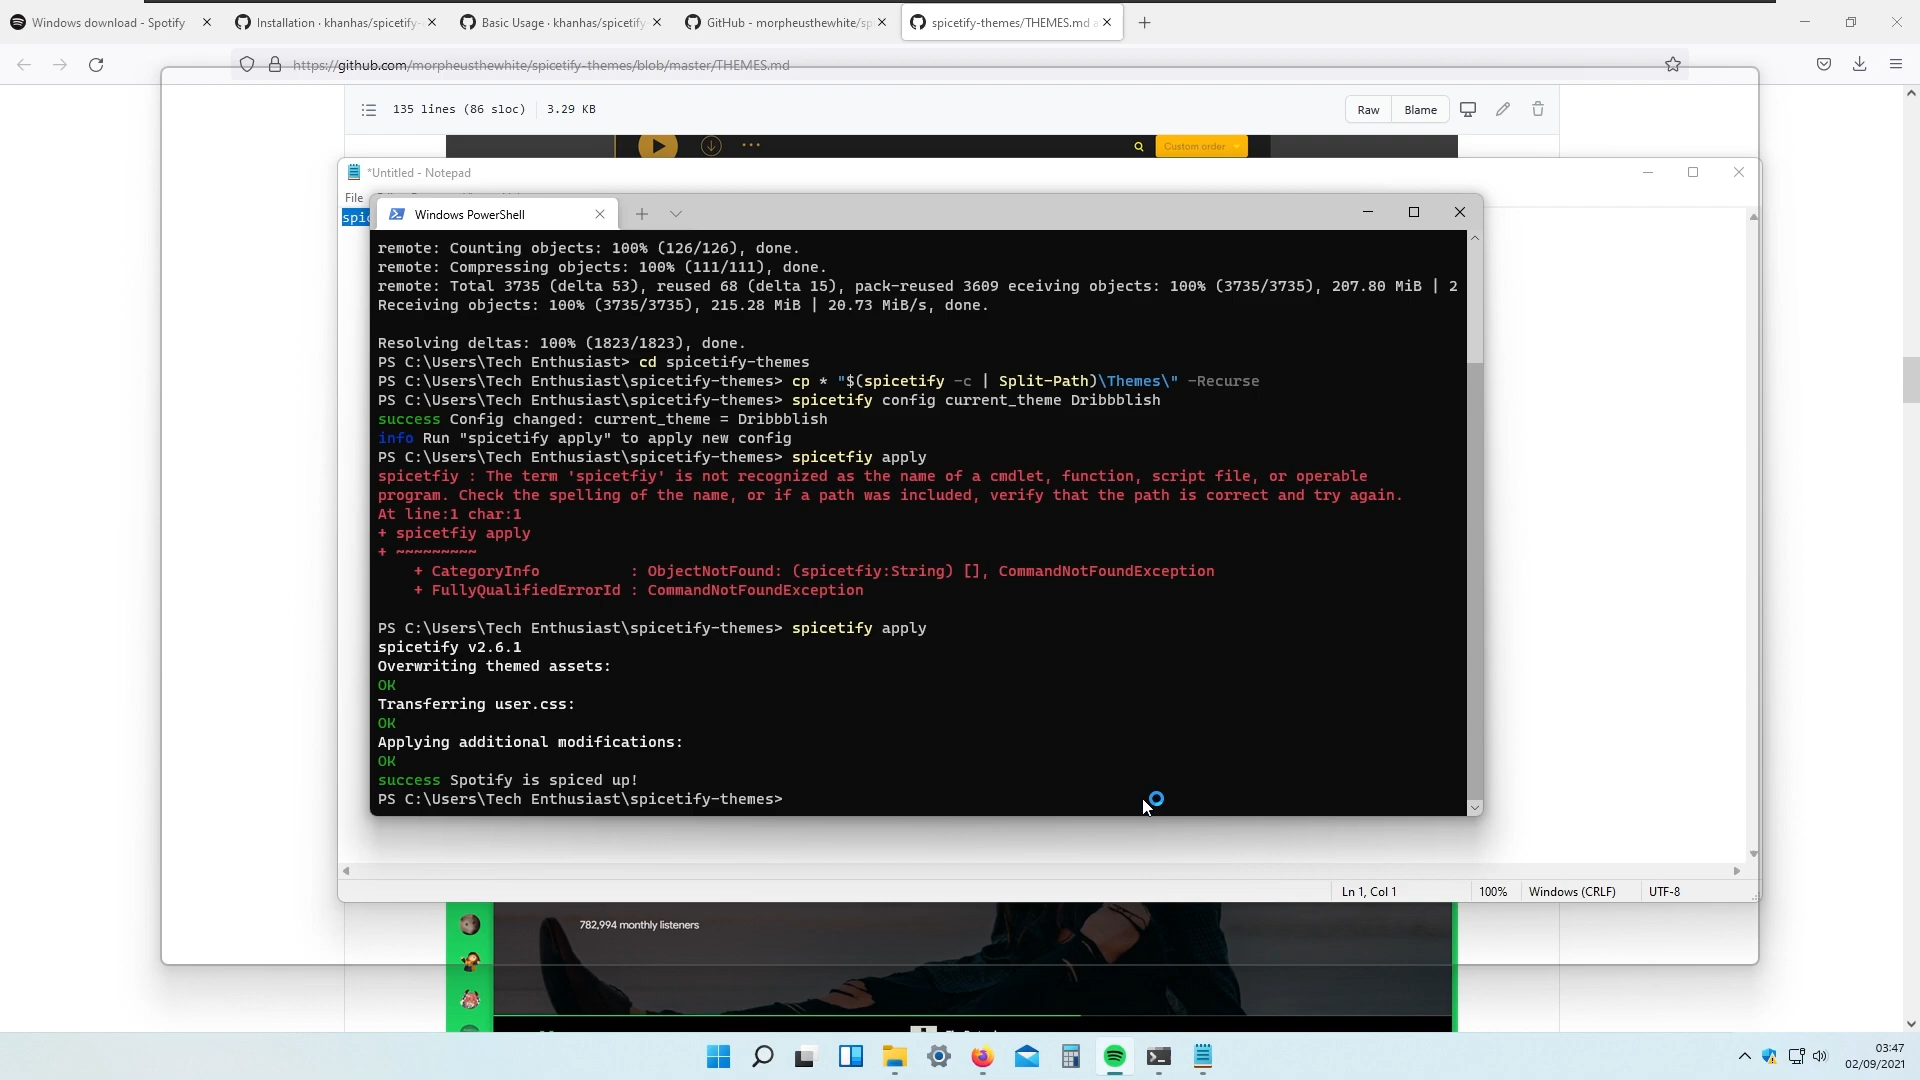 Windows download - Spotify
Installation · khanhas/spicetify-
Basic Usage · khanhas/spicetify
GitHub - morpheusthewhite/sp
spicetify-themes/THEMES.md a
https://github.com/morpheusthewhite/spicetify-themes/blob/master/THEMES.md
135 lines (86 sloc)
3.29 KB
Raw
Blame
Custom order
*Untitled - Notepad
File
spic
Windows PowerShell
remote: Counting objects: 100% (126/126), done.
remote: Compressing objects: 100% (111/111), done.
remote: Total 3735 (delta 53), reused 68 (delta 15), pack-reused 3609 eceiving objects: 100% (3735/3735), 207.80 MiB | 2
Receiving objects: 100% (3735/3735), 215.28 MiB | 20.73 MiB/s, done.
Resolving deltas: 100% (1823/1823), done.
PS C:\Users\Tech Enthusiast> cd spicetify-themes
PS C:\Users\Tech Enthusiast\spicetify-themes> cp * "$(spicetify -c | Split-Path)\Themes\" -Recurse
PS C:\Users\Tech Enthusiast\spicetify-themes> spicetify config current_theme Dribbblish
success Config changed: current_theme = Dribbblish
info Run "spicetify apply" to apply new config
PS C:\Users\Tech Enthusiast\spicetify-themes> spicetfiy apply
spicetfiy : The term 'spicetfiy' is not recognized as the name of a cmdlet, function, script file, or operable
program. Check the spelling of the name, or if a path was included, verify that the path is correct and try again.
At line:1 char:1
+ spicetfiy apply
+ ~~~~~~~~~
+ CategoryInfo : ObjectNotFound: (spicetfiy:String) [], CommandNotFoundException
+ FullyQualifiedErrorId : CommandNotFoundException
PS C:\Users\Tech Enthusiast\spicetify-themes> spicetify apply
spicetify v2.6.1
Overwriting themed assets:
OK
Transferring user.css:
OK
Applying additional modifications:
OK
success Spotify is spiced up!
PS C:\Users\Tech Enthusiast\spicetify-themes>
Ln 1, Col 1
100%
Windows (CRLF)
UTF-8
782,994 monthly listeners
03:47
02/09/2021